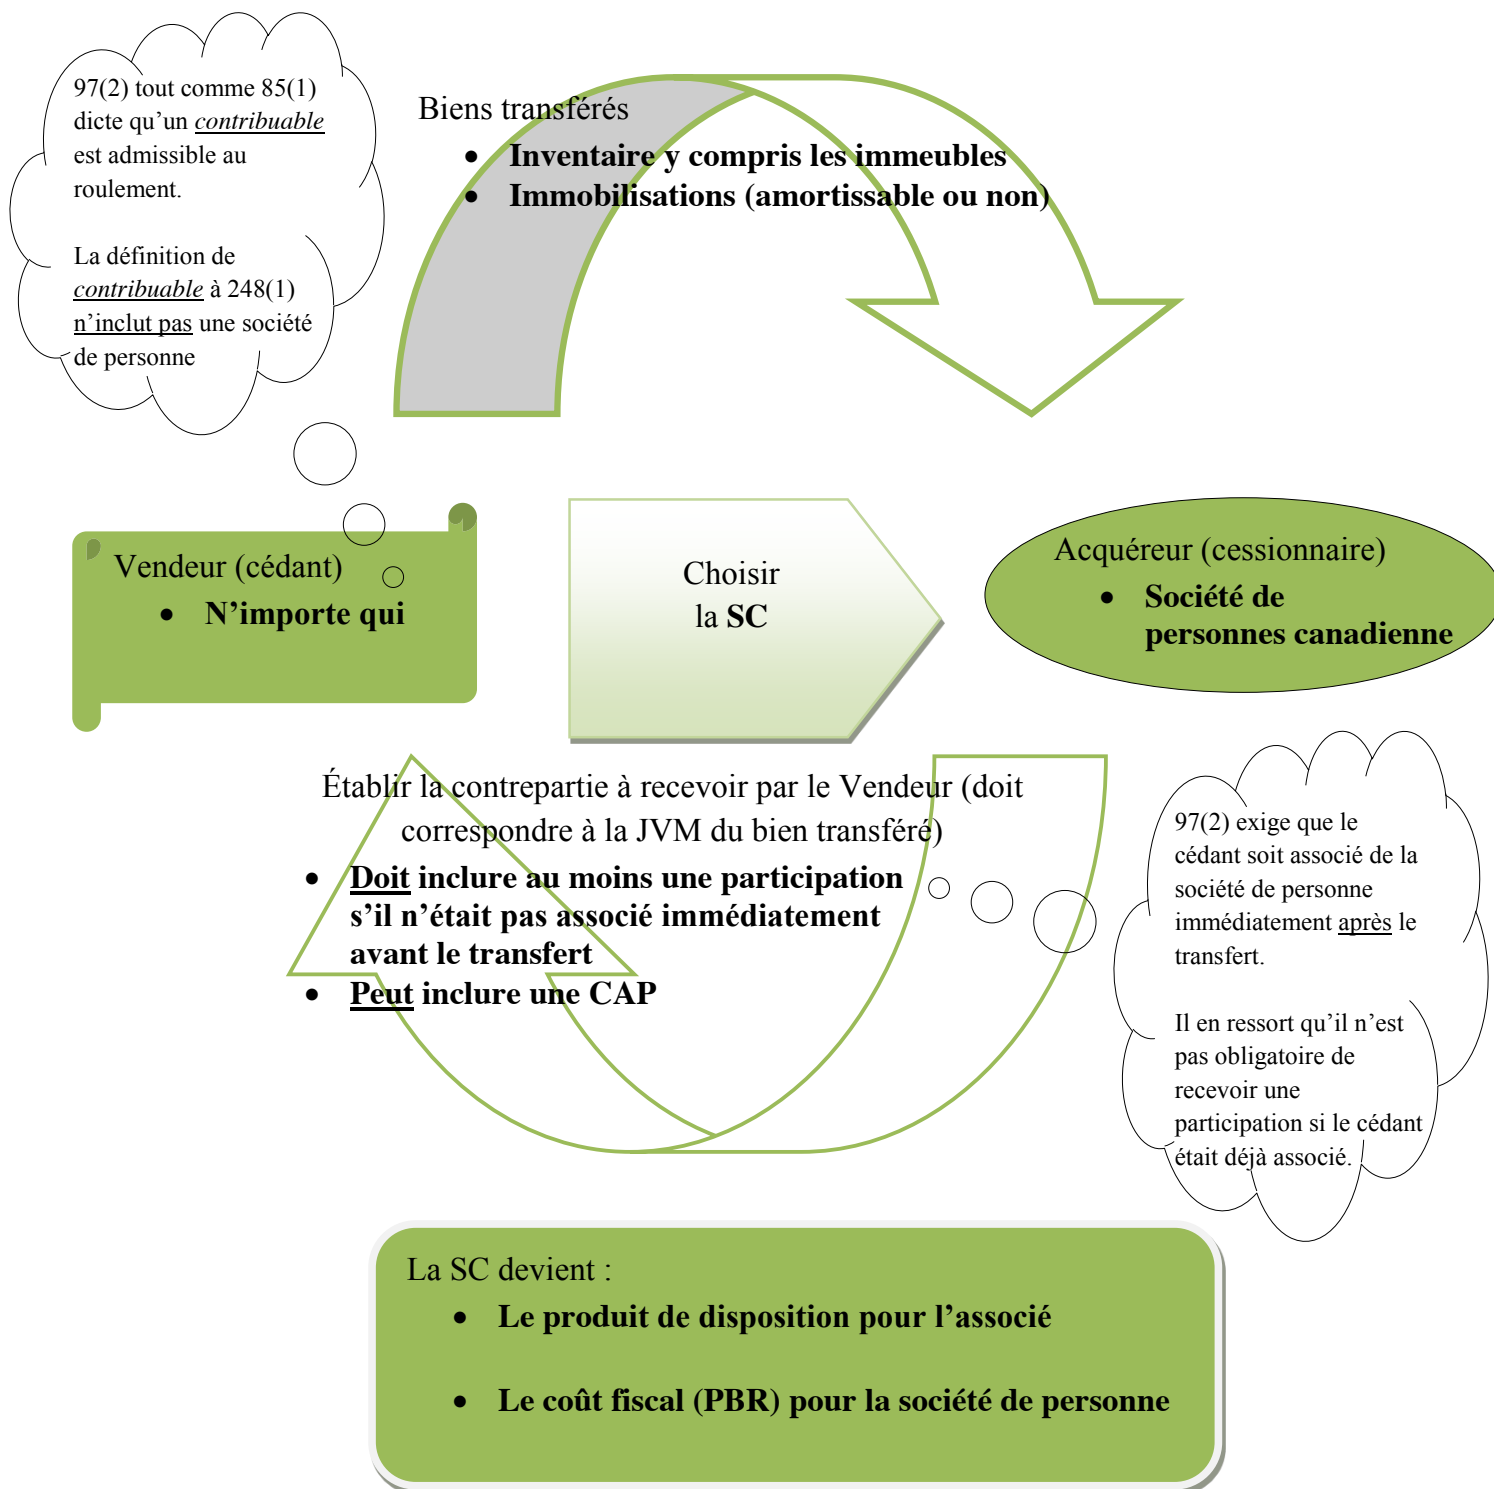 97(2) tout comme 85(1)
dicte qu’un contribuable
est admissible au
roulement.
La définition de
contribuable à 248(1)
n’inclut pas une société
de personne
Biens transférés
• Inventaire y compris les immeubles
• Immobilisations (amortissable ou non)
Vendeur (cédant)
• N’importe qui
Choisir
la SC
Acquéreur (cessionnaire)
• Société de
personnes canadienne
Établir la contrepartie à recevoir par le Vendeur (doit
correspondre à la JVM du bien transféré)
• Doit inclure au moins une participation
s’il n’était pas associé immédiatement
avant le transfert
• Peut inclure une CAP
97(2) exige que le
cédant soit associé de la
société de personne
immédiatement après le
transfert.
Il en ressort qu’il n’est
pas obligatoire de
recevoir une
participation si le cédant
était déjà associé.
La SC devient :
• Le produit de disposition pour l’associé
• Le coût fiscal (PBR) pour la société de personne